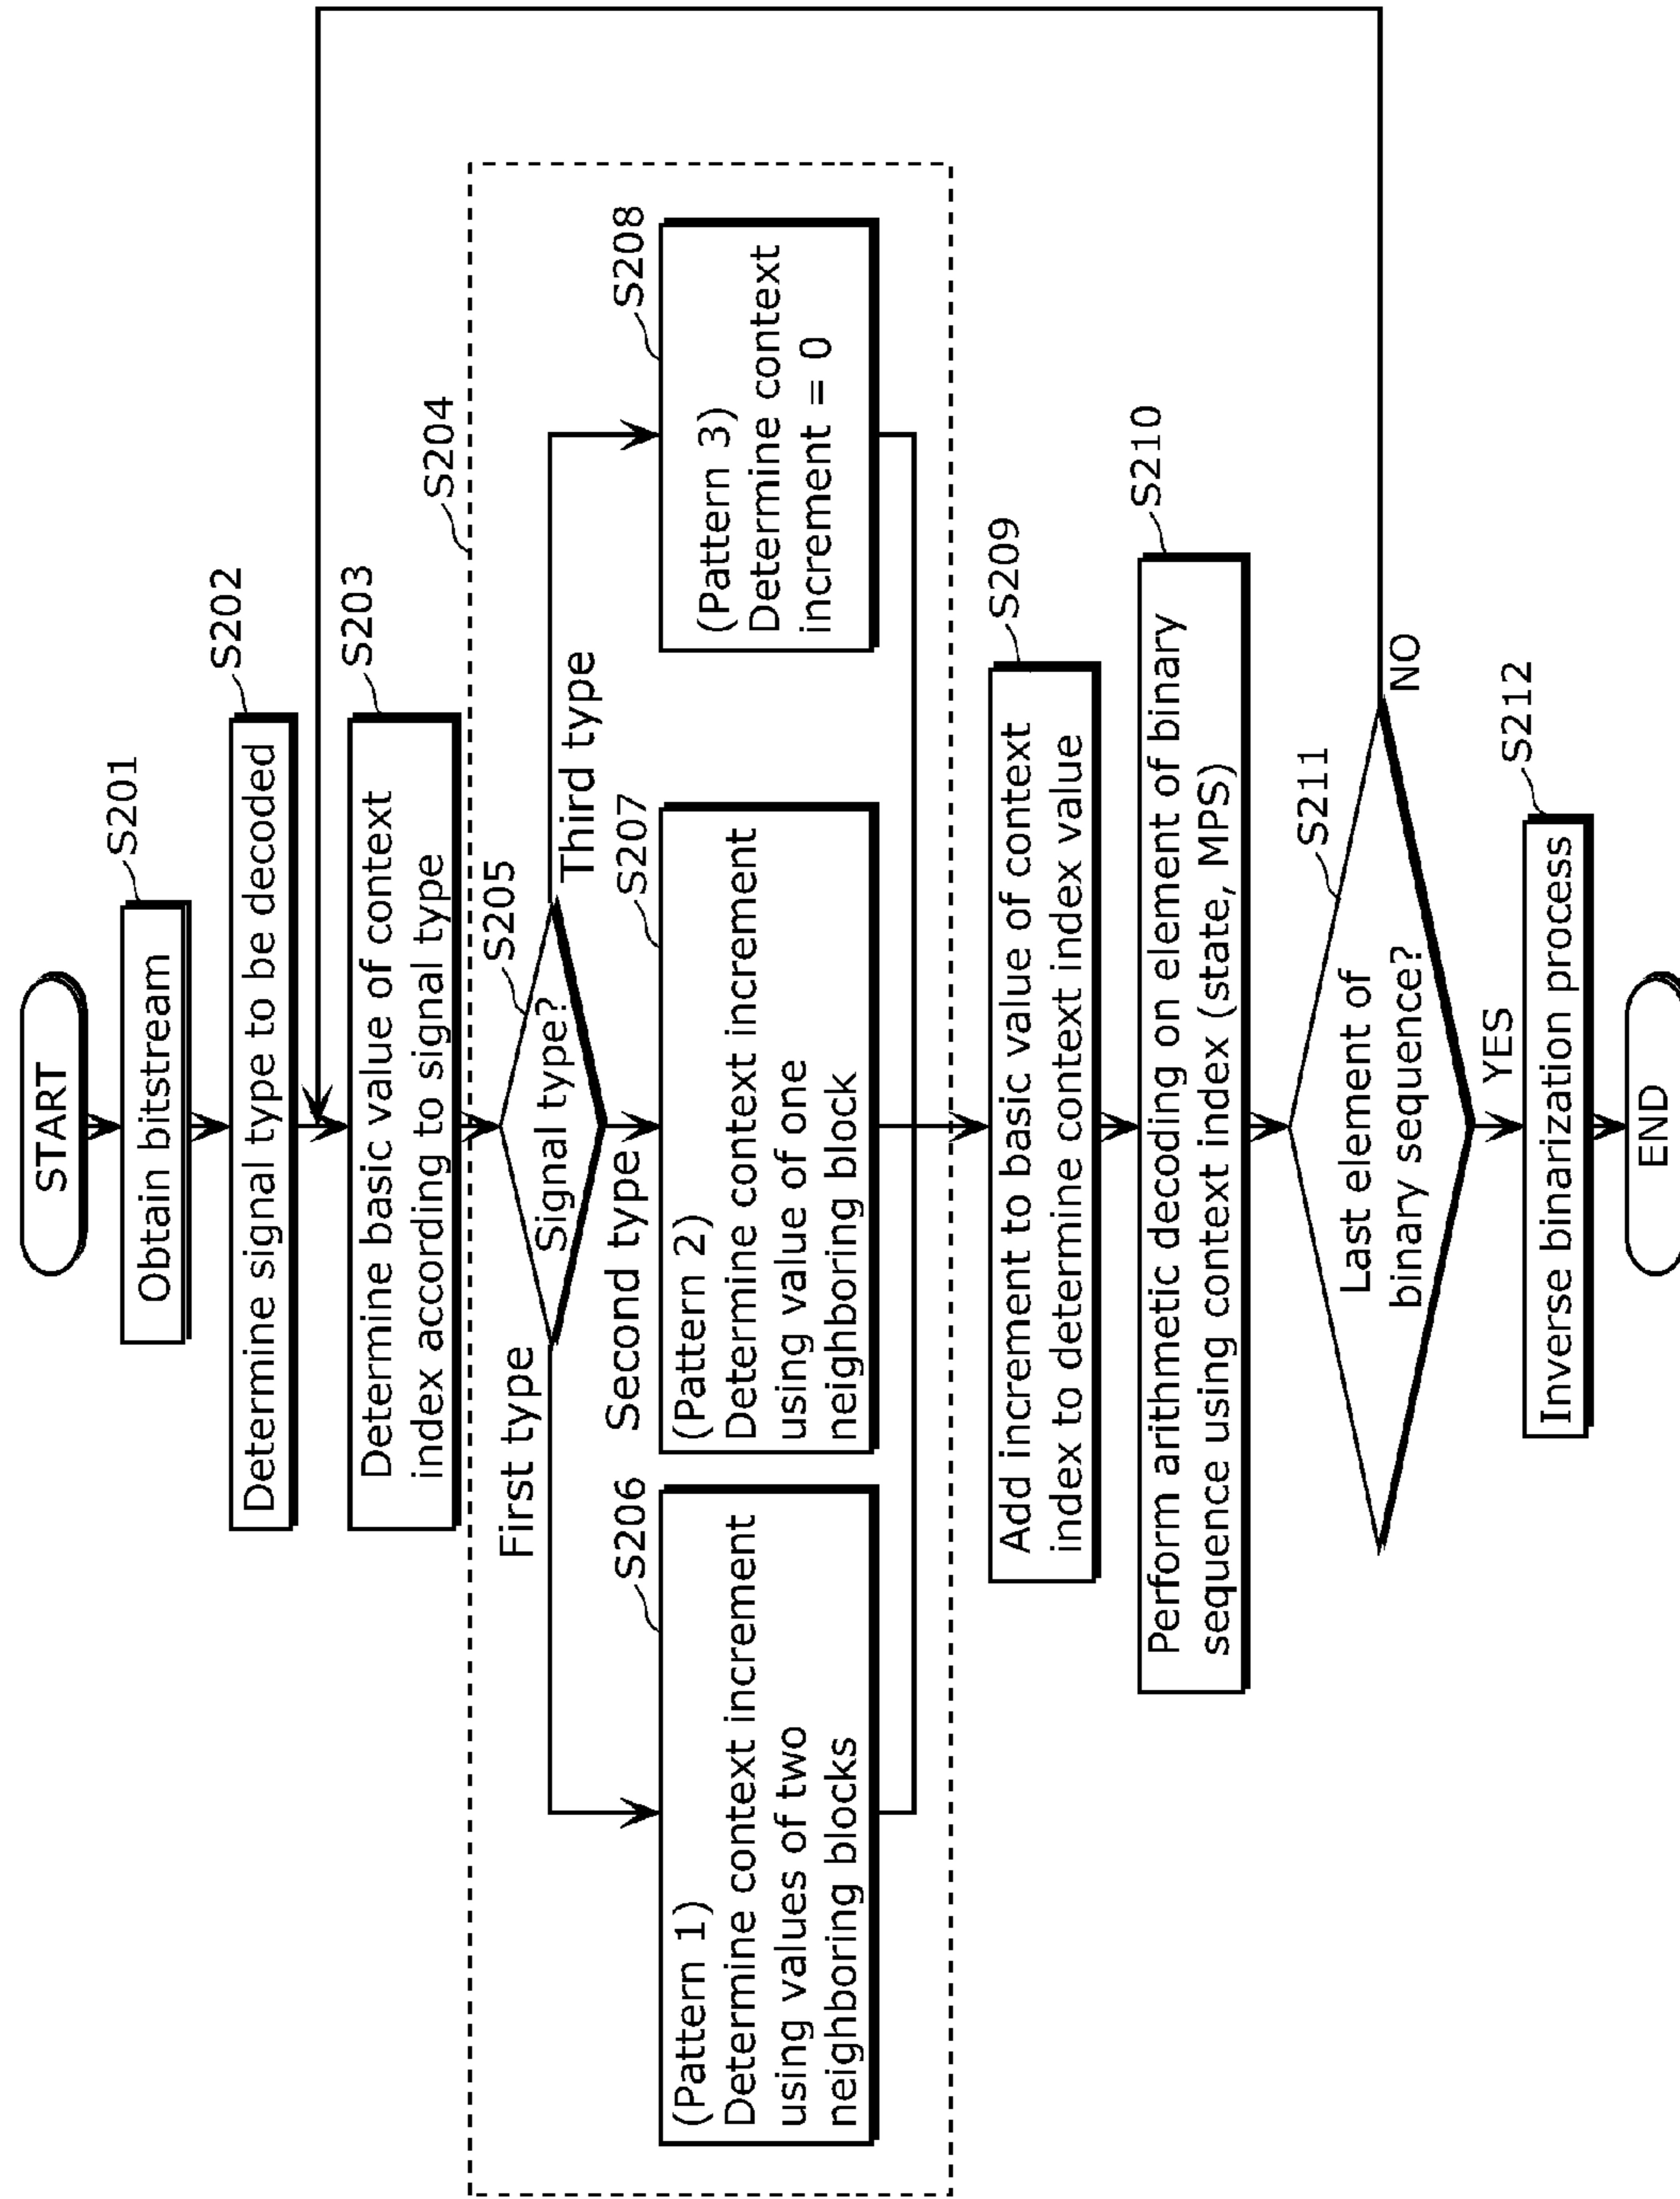 START
S201
Obtain bitstream
S202
Determine signal type to be decoded
S203
Determine basic value of context
index according to signal type
S204
S205
Signal type?
First type
Second type
Third type
S206
(Pattern 1)
Determine context increment
using values of two
neighboring blocks
S207
(Pattern 2)
Determine context increment
using value of one
neighboring block
S208
(Pattern 3)
Determine context
increment = 0
S209
Add increment to basic value of context
index to determine context index value
S210
Perform arithmetic decoding on element of binary
sequence using context index (state, MPS)
S211
Last element of
binary sequence?
NO
YES
S212
Inverse binarization process
END